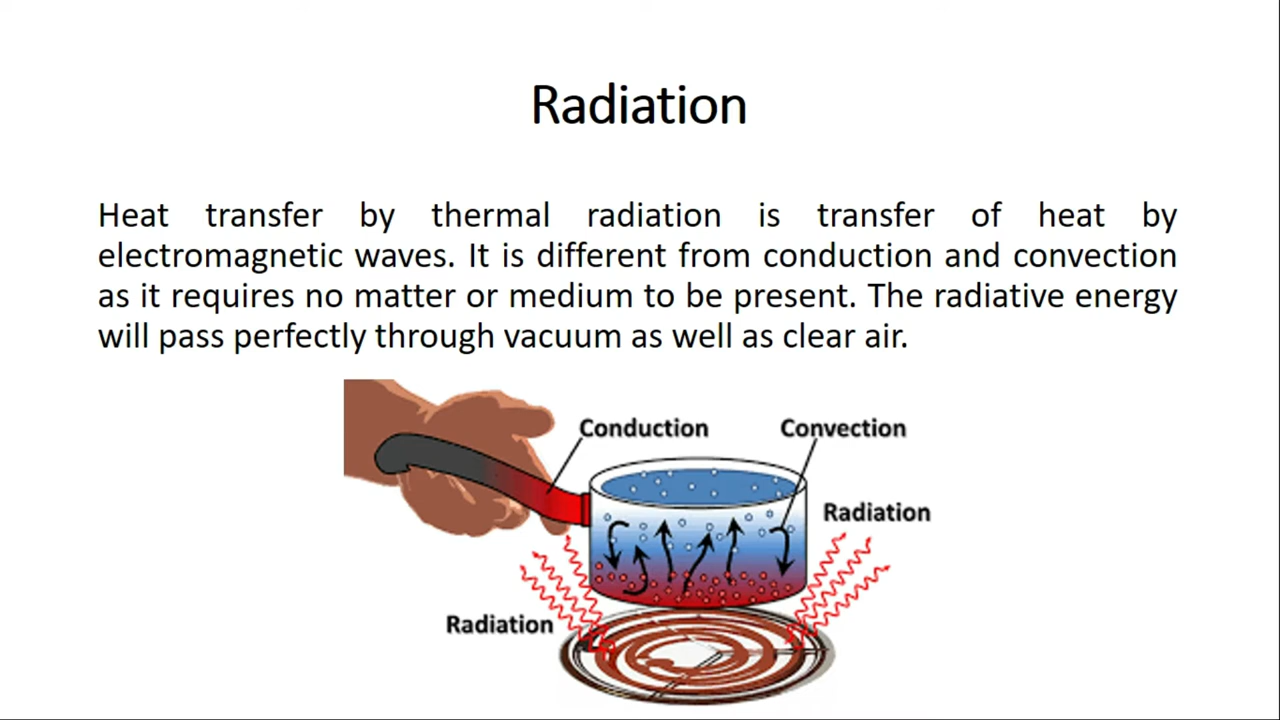 Radiation
Heat transfer by thermal radiation is transfer of heat by
electromagnetic waves. It is different from conduction and convection
as it requires no matter or medium to be present. The radiative energy
will pass perfectly through vacuum as well as clear air.
Conduction
Convection
Radiation
Radiation